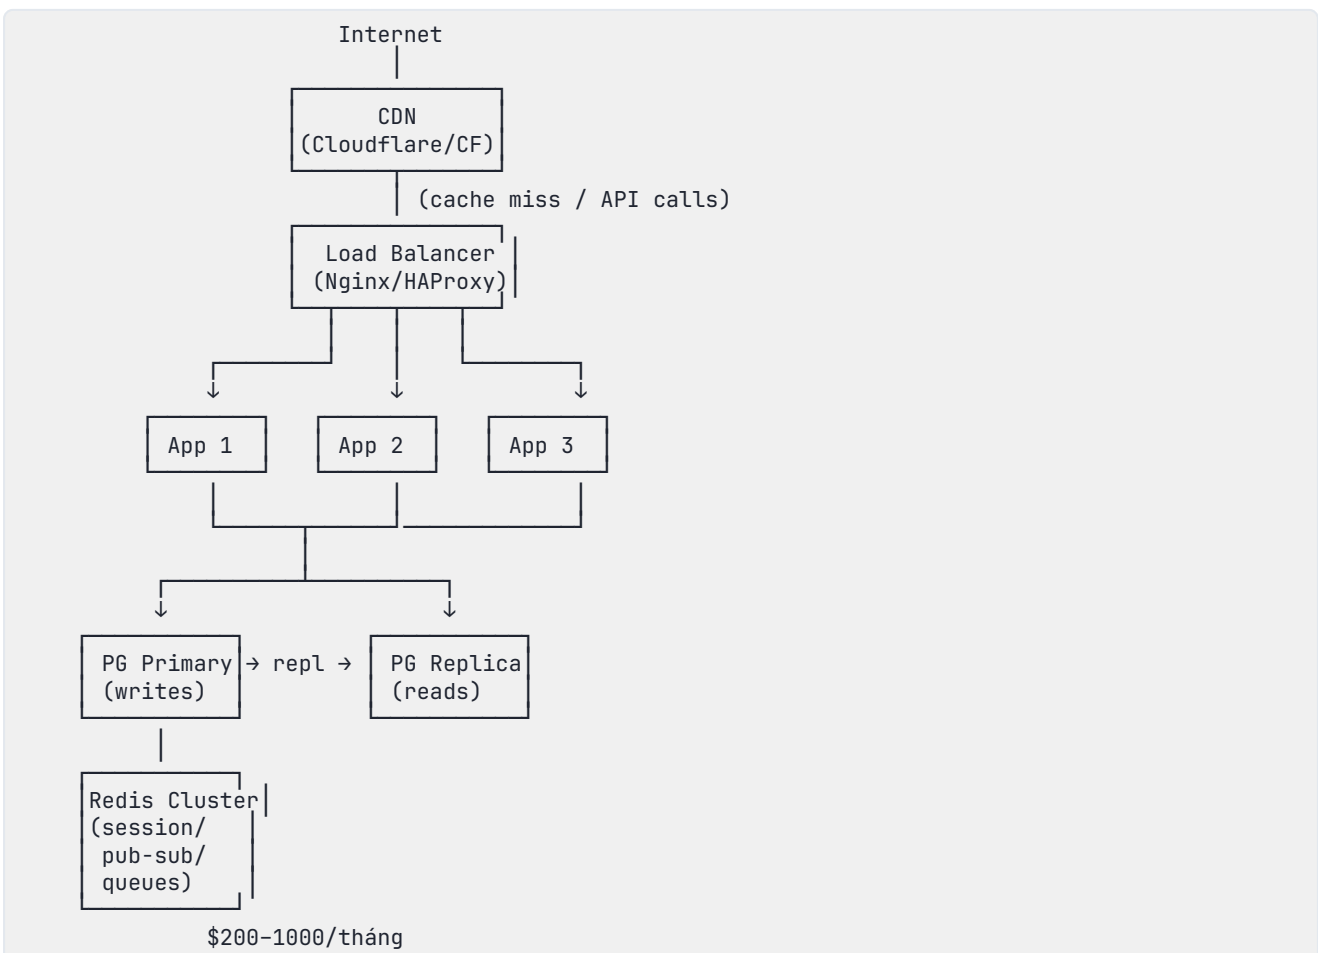 Internet
CDN
(Cloudflare/CF)
(cache miss / API calls)
Load Balancer
(Nginx/HAProxy)
App 1 App 2 App 3
PG Primary → repl → PG Replica
(writes) (reads)
Redis Cluster
(session/
pub-sub/
queues)
$200–1000/tháng